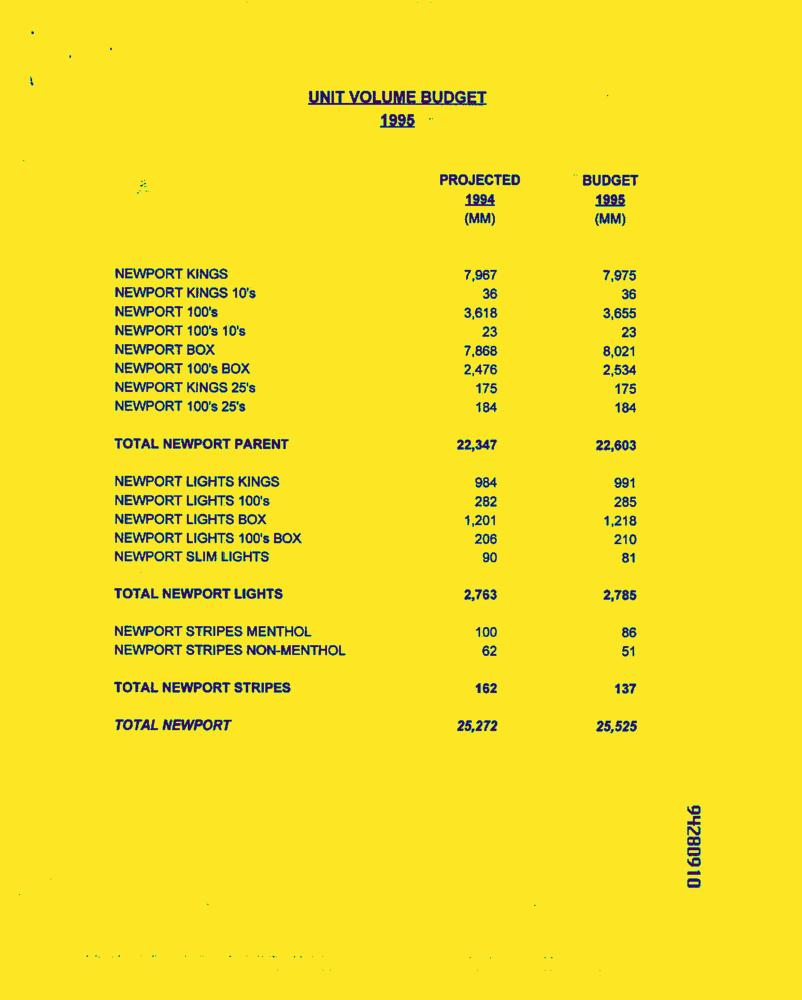 UNIT VOLUME BUDGET
1995
PROJECTED BUDGET
1994 1995
(MM) (MM)
NEWPORT KINGS 7,967 7,975
NEWPORT KINGS 10's 36 36
NEWPORT 100's 3,618 3,655
NEWPORT 100's 10's 23 23
NEWPORT BOX 7,868 8,021
NEWPORT 100's BOX 2,476 2,534
NEWPORT KINGS 25's 175 175
NEWPORT 100's 25's 184 184
TOTAL NEWPORT PARENT 22,347 22,603
NEWPORT LIGHTS KINGS 984 991
NEWPORT LIGHTS 100's 282 285
NEWPORT LIGHTS BOX 1,201 1,218
NEWPORT LIGHTS 100's BOX 206 210
NEWPORT SLIM LIGHTS 90 81
TOTAL NEWPORT LIGHTS 2,763 2,785
NEWPORT STRIPES MENTHOL 100 86
NEWPORT STRIPES NON-MENTHOL 62 51
TOTAL NEWPORT STRIPES 162 137
TOTAL NEWPORT 25,272 25,525
94280910